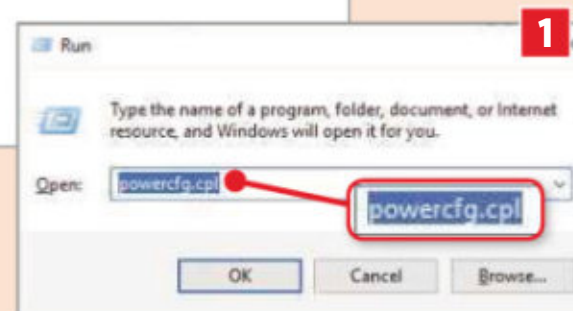 1
Run
Type the name of a program, folder, document, or Internet
resource, and Windows will open it for you.
Open: powercfg.cpl
powercfg.cpl
OK Cancel Browse...